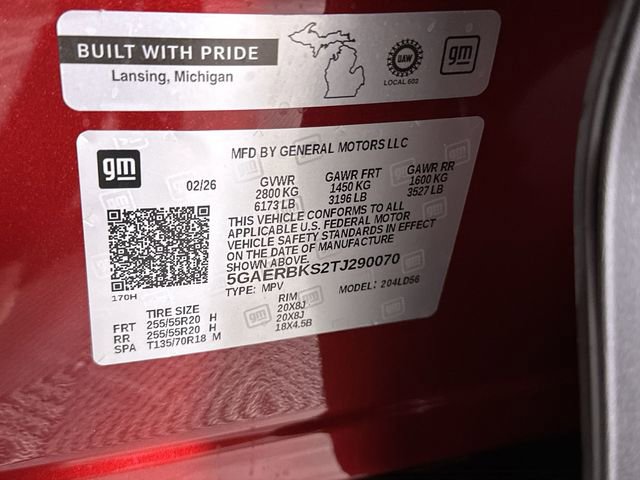 BUILT WITH PRIDE
Lansing, Michigan
UAW
LOCAL 602
gm
gm
MFD BY GENERAL MOTORS LLC
02/26
GVWR GAWR FRT GAWR RR
2800 KG 1450 KG 1600 KG
6173 LB 3196 LB 3527 LB
THIS VEHICLE CONFORMS TO ALL
APPLICABLE U.S. FEDERAL MOTOR
VEHICLE SAFETY STANDARDS IN EFFECT
ON THE DATE OF MANUFACTURE
SHOWN ABOVE.
5GAERBKS2TJ290070
TYPE: MPV MODEL: 204LD56
170H
TIRE SIZE RIM
FRT 255/55R20 H 20X8J
RR 255/55R20 H 20X8J
SPA T135/70R18 M 18X4.5B